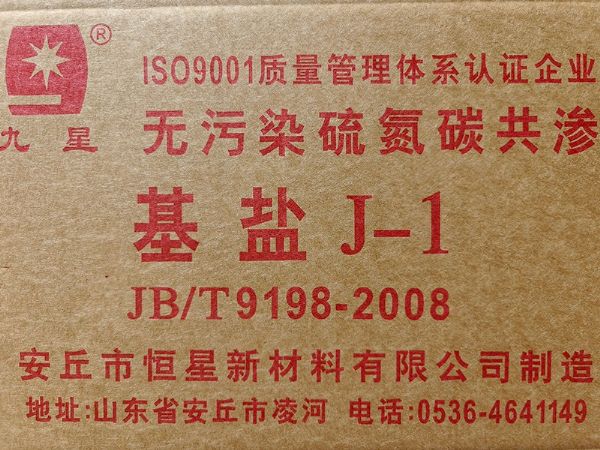 ®
ISO9001质量管理体系认证企业
九星
无污染硫氮碳共渗
基盐 J-1
JB/T9198-2008
安丘市恒星新材料有限公司制造
地址:山东省安丘市凌河 电话:0536-4641149